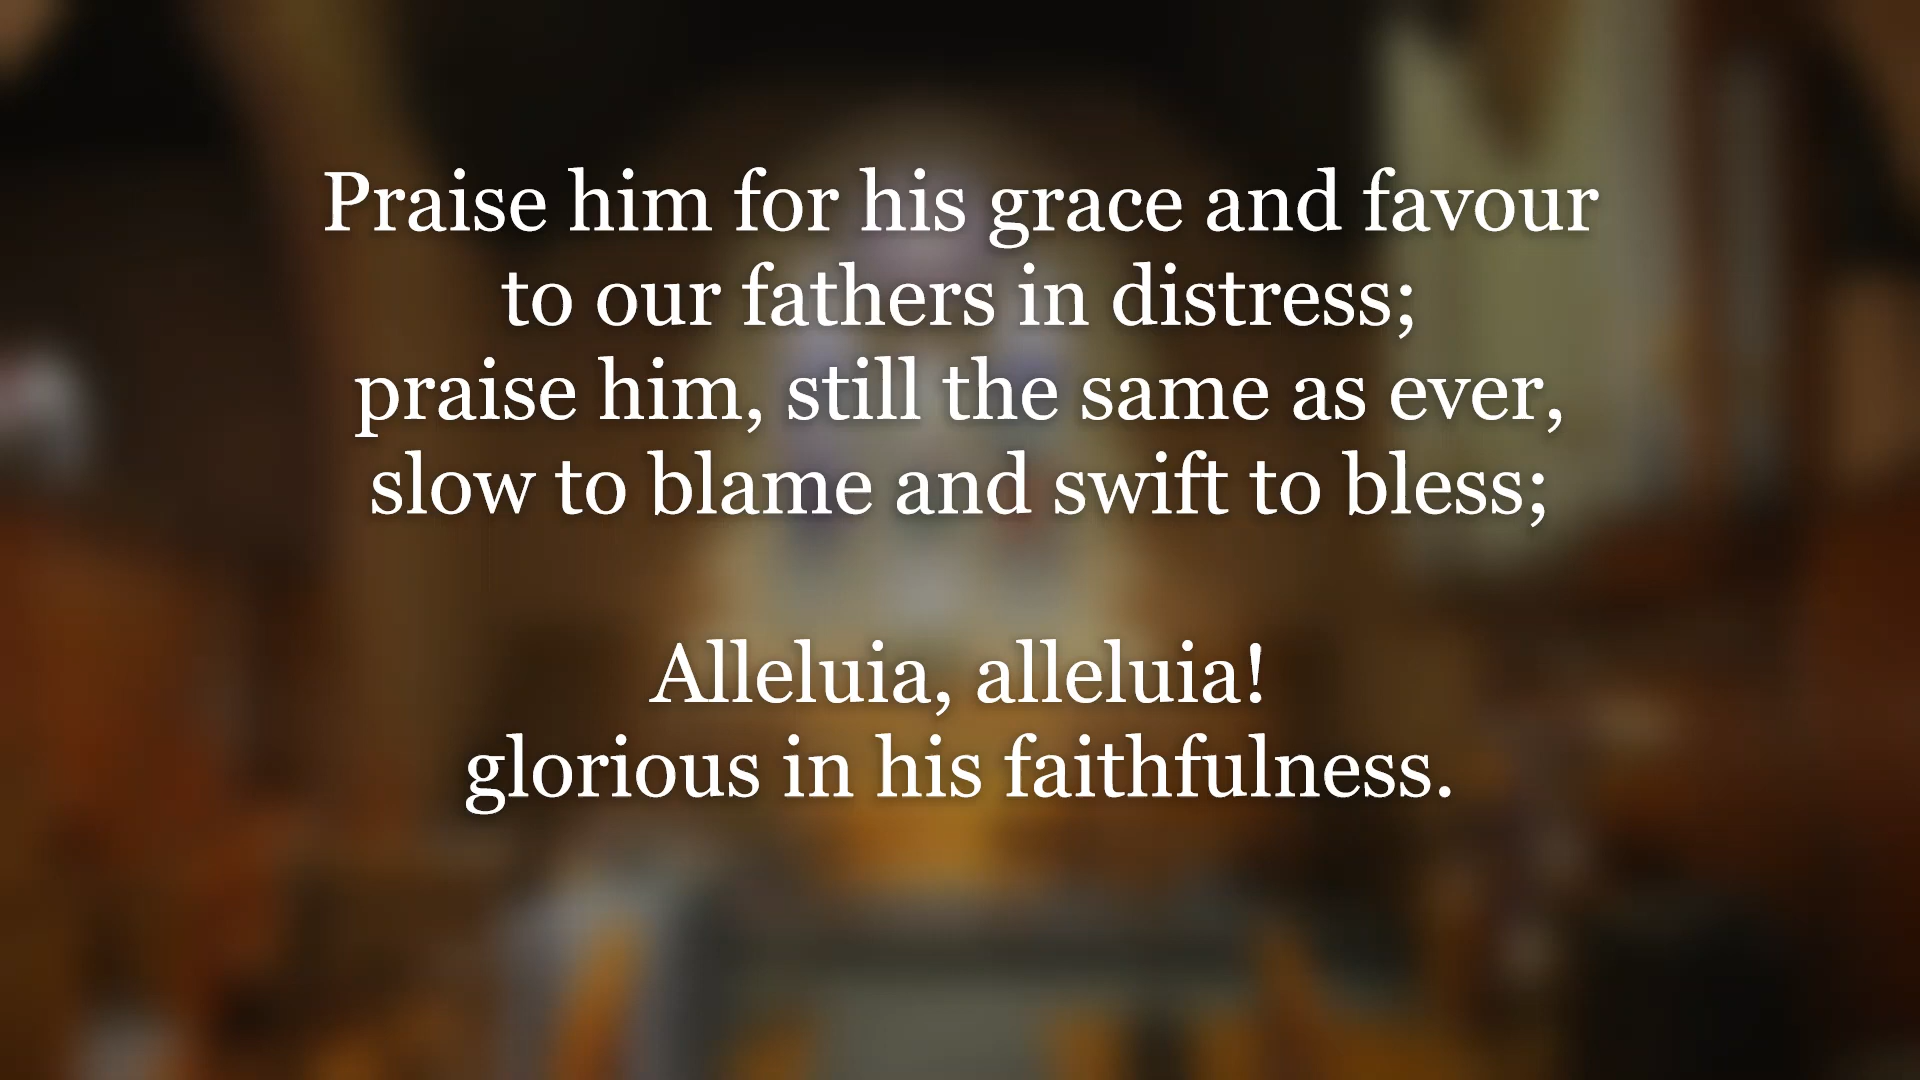 Praise him for his grace and favour
to our fathers in distress;
praise him, still the same as ever,
slow to blame and swift to bless;
Alleluia, alleluia!
glorious in his faithfulness.